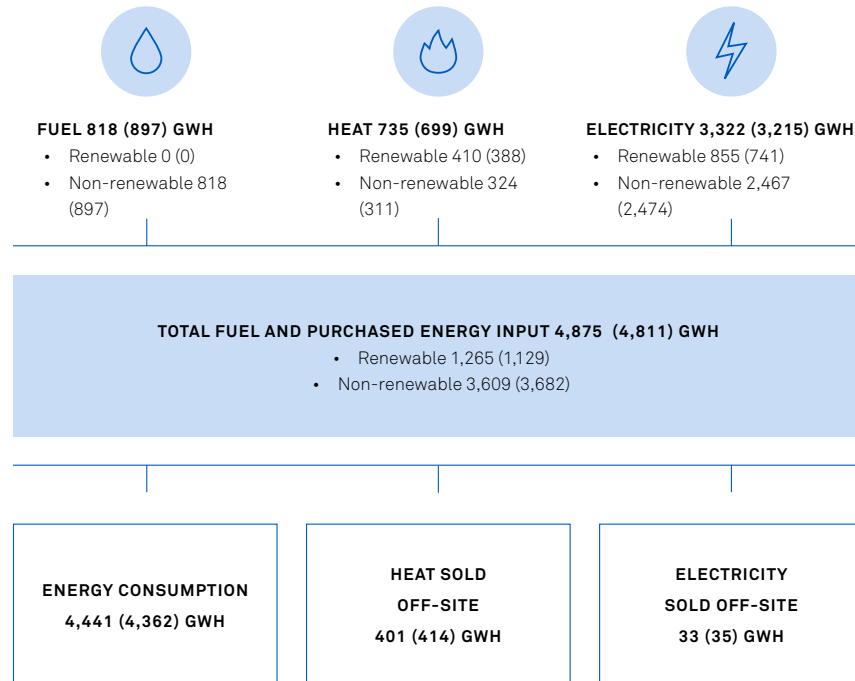 FUEL 818 (897) GWH
• Renewable 0 (0)
• Non-renewable 818
(897)
HEAT 735 (699) GWH
• Renewable 410 (388)
• Non-renewable 324
(311)
ELECTRICITY 3,322 (3,215) GWH
• Renewable 855 (741)
• Non-renewable 2,467
(2,474)
TOTAL FUEL AND PURCHASED ENERGY INPUT 4,875 (4,811) GWH
• Renewable 1,265 (1,129)
• Non-renewable 3,609 (3,682)
ENERGY CONSUMPTION
4,441 (4,362) GWH
HEAT SOLD
OFF-SITE
401 (414) GWH
ELECTRICITY
SOLD OFF-SITE
33 (35) GWH